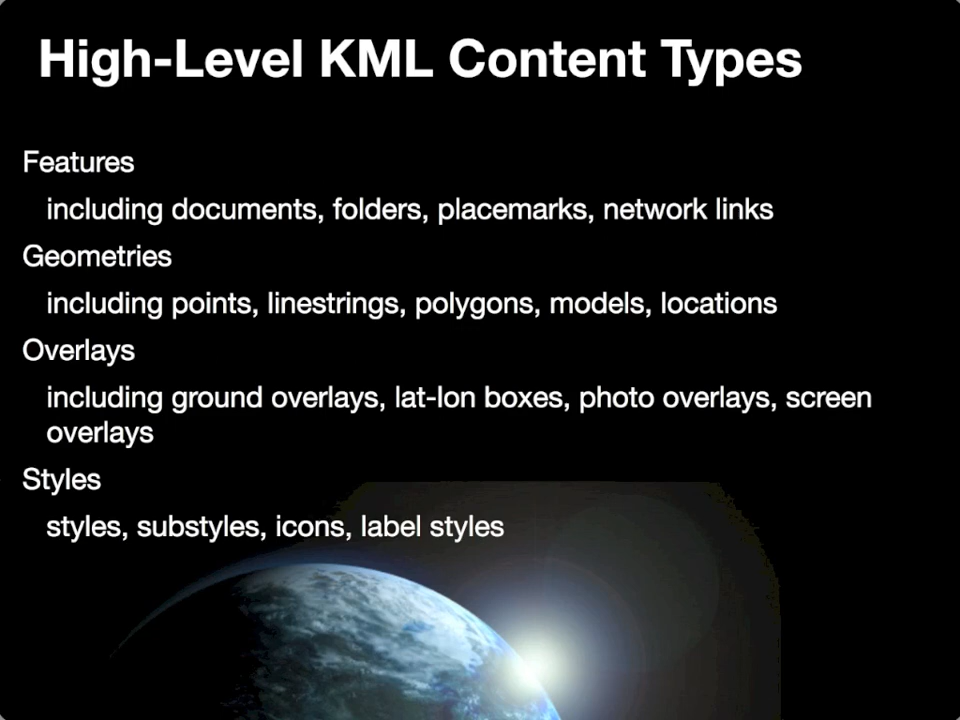 High-Level KML Content Types
Features
including documents, folders, placemarks, network links
Geometries
including points, linestrings, polygons, models, locations
Overlays
including ground overlays, lat-lon boxes, photo overlays, screen
overlays
Styles
styles, substyles, icons, label styles